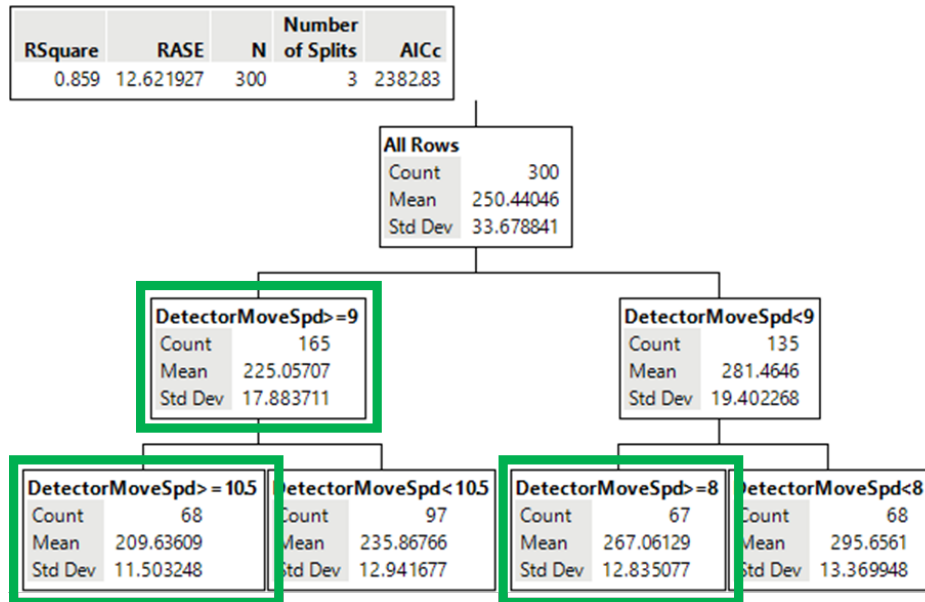 RSquare RASE N Number of Splits AICc
0.859 12.621927 300 3 2382.83
All Rows
Count 300
Mean 250.44046
Std Dev 33.678841
DetectorMoveSpd>=9
Count 165
Mean 225.05707
Std Dev 17.883711
DetectorMoveSpd<9
Count 135
Mean 281.4646
Std Dev 19.402268
DetectorMoveSpd>=10.5
Count 68
Mean 209.63609
Std Dev 11.503248
DetectorMoveSpd<10.5
Count 97
Mean 235.86766
Std Dev 12.941677
DetectorMoveSpd>=8
Count 67
Mean 267.06129
Std Dev 12.835077
DetectorMoveSpd<8
Count 68
Mean 295.6561
Std Dev 13.369948